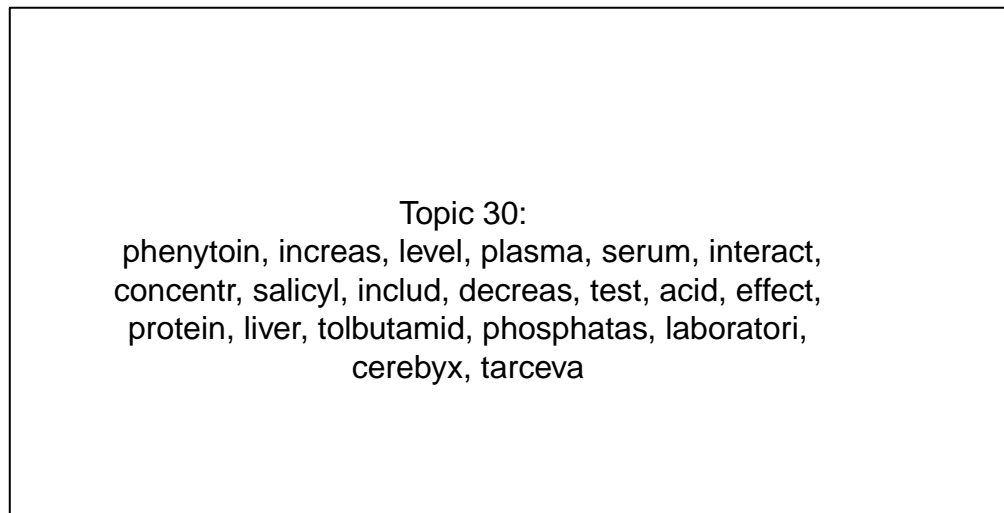 Topic 30:
phenytoin, increas, level, plasma, serum, interact,
concentr, salicyl, includ, decreas, test, acid, effect,
protein, liver, tolbutamid, phosphatas, laboratori,
cerebyx, tarceva